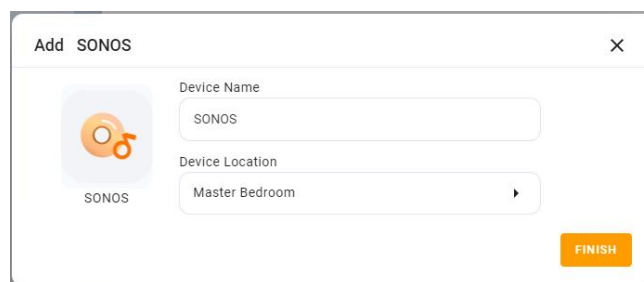 Add SONOS
Device Name
SONOS
Device Location
Master Bedroom
SONOS
FINISH